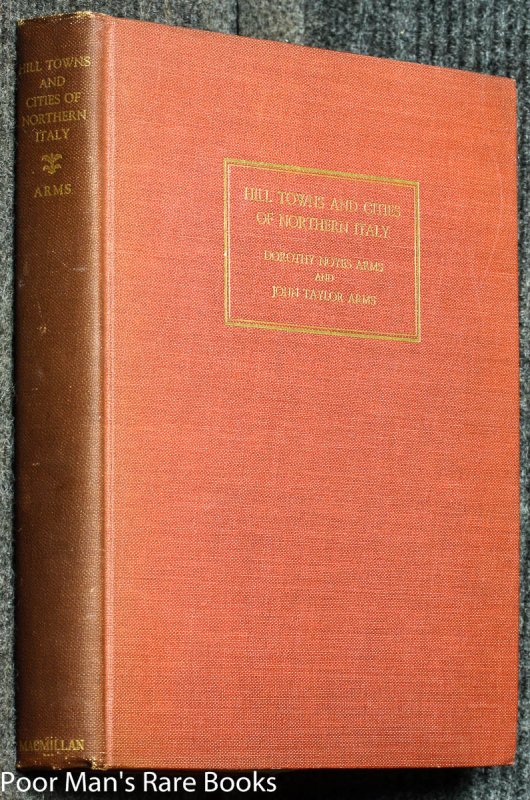 HILL TOWNS
AND
CITIES OF
NORTHERN
ITALY
ARMS
MACMILLAN
HILL TOWNS AND CITIES
OF NORTHERN ITALY
DOROTHY NOYES ARMS
AND
JOHN TAYLOR ARMS
Poor Man's Rare Books